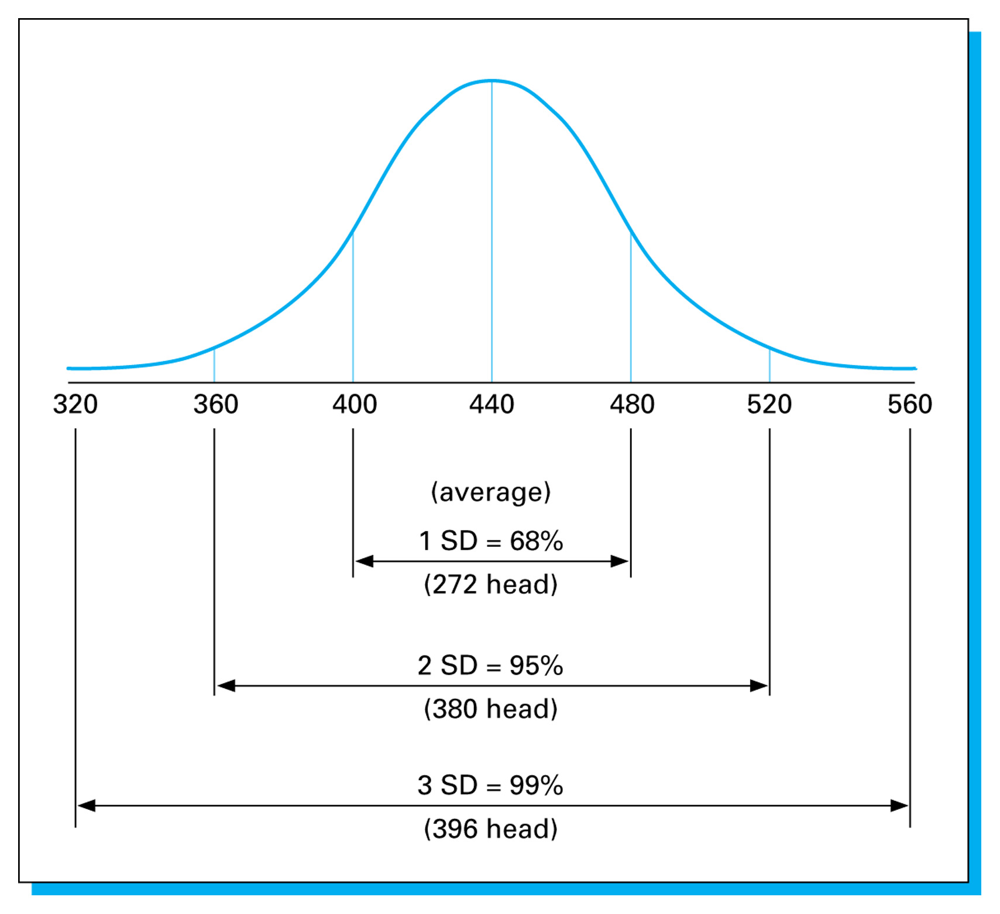 320 360 400 440 480 520 560
(average)
1 SD = 68%
(272 head)
2 SD = 95%
(380 head)
3 SD = 99%
(396 head)